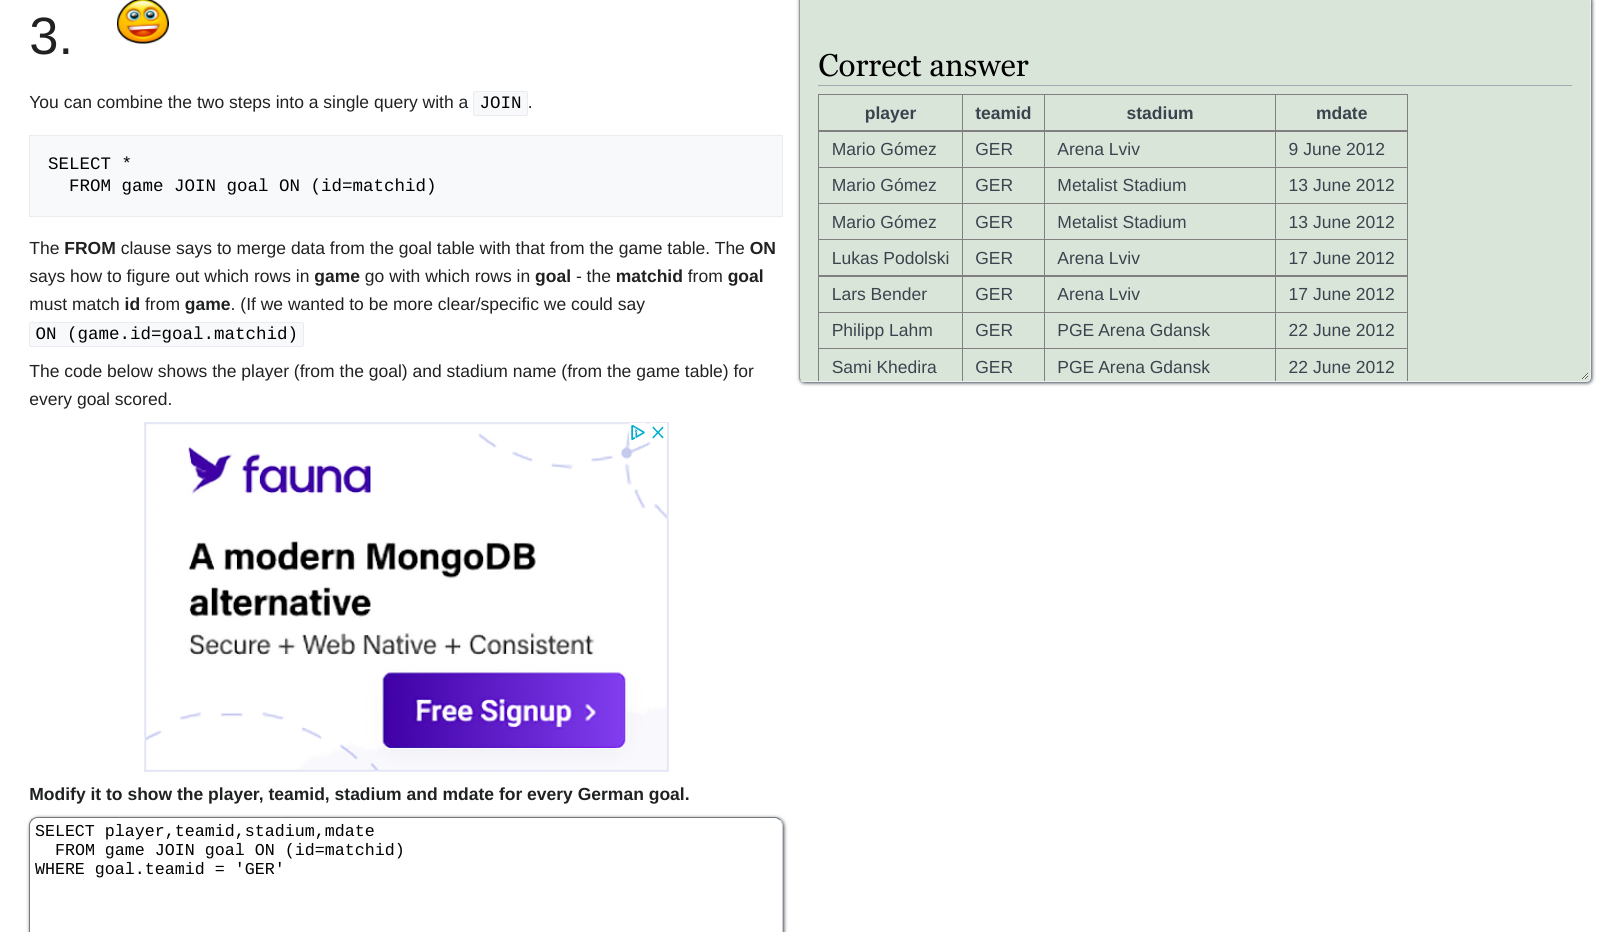 3.
You can combine the two steps into a single query with a JOIN.
SELECT *
  FROM game JOIN goal ON (id=matchid)
The FROM clause says to merge data from the goal table with that from the game table. The ON
says how to figure out which rows in game go with which rows in goal - the matchid from goal
must match id from game. (If we wanted to be more clear/specific we could say
ON (game.id=goal.matchid)
The code below shows the player (from the goal) and stadium name (from the game table) for
every goal scored.
fauna
A modern MongoDB
alternative
Secure + Web Native + Consistent
Free Signup >
Modify it to show the player, teamid, stadium and mdate for every German goal.
SELECT player,teamid,stadium,mdate
  FROM game JOIN goal ON (id=matchid)
WHERE goal.teamid = 'GER'
Correct answer
player teamid stadium mdate
Mario Gómez GER Arena Lviv 9 June 2012
Mario Gómez GER Metalist Stadium 13 June 2012
Mario Gómez GER Metalist Stadium 13 June 2012
Lukas Podolski GER Arena Lviv 17 June 2012
Lars Bender GER Arena Lviv 17 June 2012
Philipp Lahm GER PGE Arena Gdansk 22 June 2012
Sami Khedira GER PGE Arena Gdansk 22 June 2012